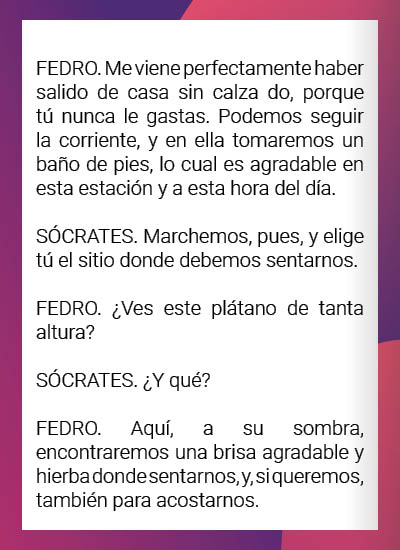 FEDRO. Me viene perfectamente haber
salido de casa sin calza do, porque
tú nunca le gastas. Podemos seguir
la corriente, y en ella tomaremos un
baño de pies, lo cual es agradable en
esta estación y a esta hora del día.
SÓCRATES. Marchemos, pues, y elige
tú el sitio donde debemos sentarnos.
FEDRO. ¿Ves este plátano de tanta
altura?
SÓCRATES. ¿Y qué?
FEDRO. Aquí, a su sombra,
encontraremos una brisa agradable y
hierba donde sentarnos, y, si queremos,
también para acostarnos.